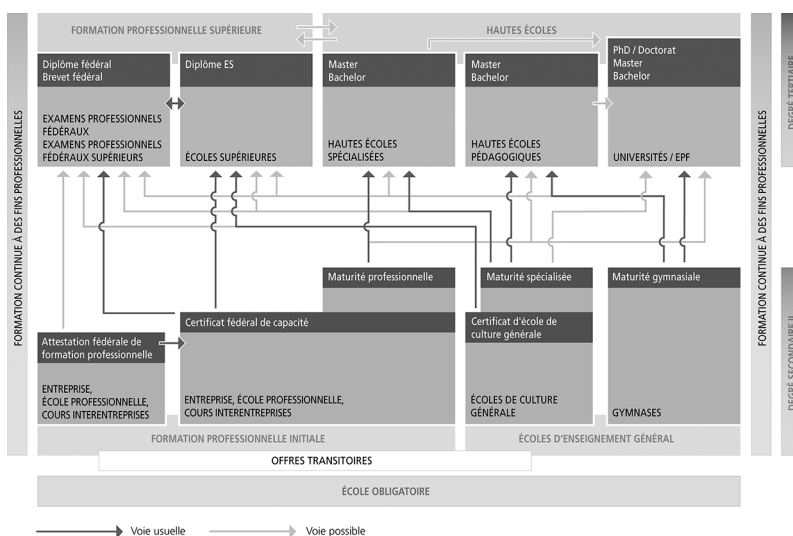 FORMATION PROFESSIONNELLE SUPÉRIEURE
HAUTES ÉCOLES
Diplôme fédéral
Brevet fédéral
EXAMENS PROFESSIONNELS
FÉDÉRAUX
EXAMENS PROFESSIONNELS
FÉDÉRAUX SUPÉRIEURS
Diplôme ES
ÉCOLES SUPÉRIEURES
Master
Bachelor
HAUTES ÉCOLES
SPÉCIALISÉES
Master
Bachelor
HAUTES ÉCOLES
PÉDAGOGIQUES
PhD / Doctorat
Master
Bachelor
UNIVERSITÉS / EPF
FORMATION CONTINUE À DES FINS PROFESSIONNELLES
FORMATION CONTINUE À DES FINS PROFESSIONNELLES
DEGRÉ TERTIAIRE
DEGRÉ SECONDAIRE II
Maturité professionnelle
Maturité spécialisée
Maturité gymnasiale
Certificat fédéral de capacité
Certificat d'école de
culture générale
Attestation fédérale de
formation professionnelle
ENTREPRISE,
ÉCOLE PROFESSIONNELLE,
COURS INTERENTREPRISES
ENTREPRISE, ÉCOLE PROFESSIONNELLE,
COURS INTERENTREPRISES
ÉCOLES DE CULTURE
GÉNÉRALE
GYMNASES
FORMATION PROFESSIONNELLE INITIALE
ÉCOLES D'ENSEIGNEMENT GÉNÉRAL
OFFRES TRANSITOIRES
ÉCOLE OBLIGATOIRE
Voie usuelle
Voie possible